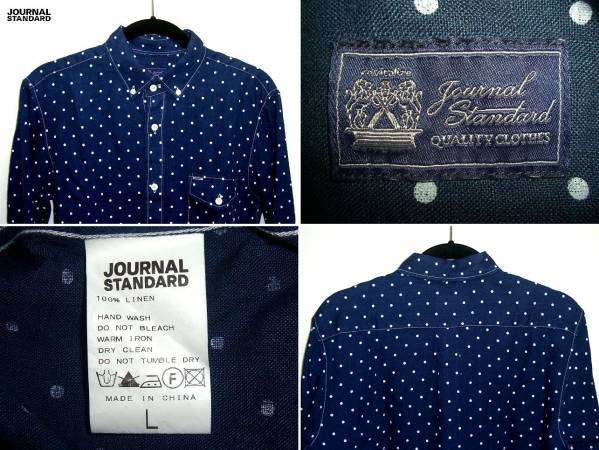 JOURNAL
STANDARD
Journal
Standard
QUALITY CLOTHES
JOURNAL
STANDARD
100% LINEN
HAND WASH
DO NOT BLEACH
WARM IRON
DRY CLEAN
DO NOT TUMBLE DRY
F
MADE IN CHINA
L